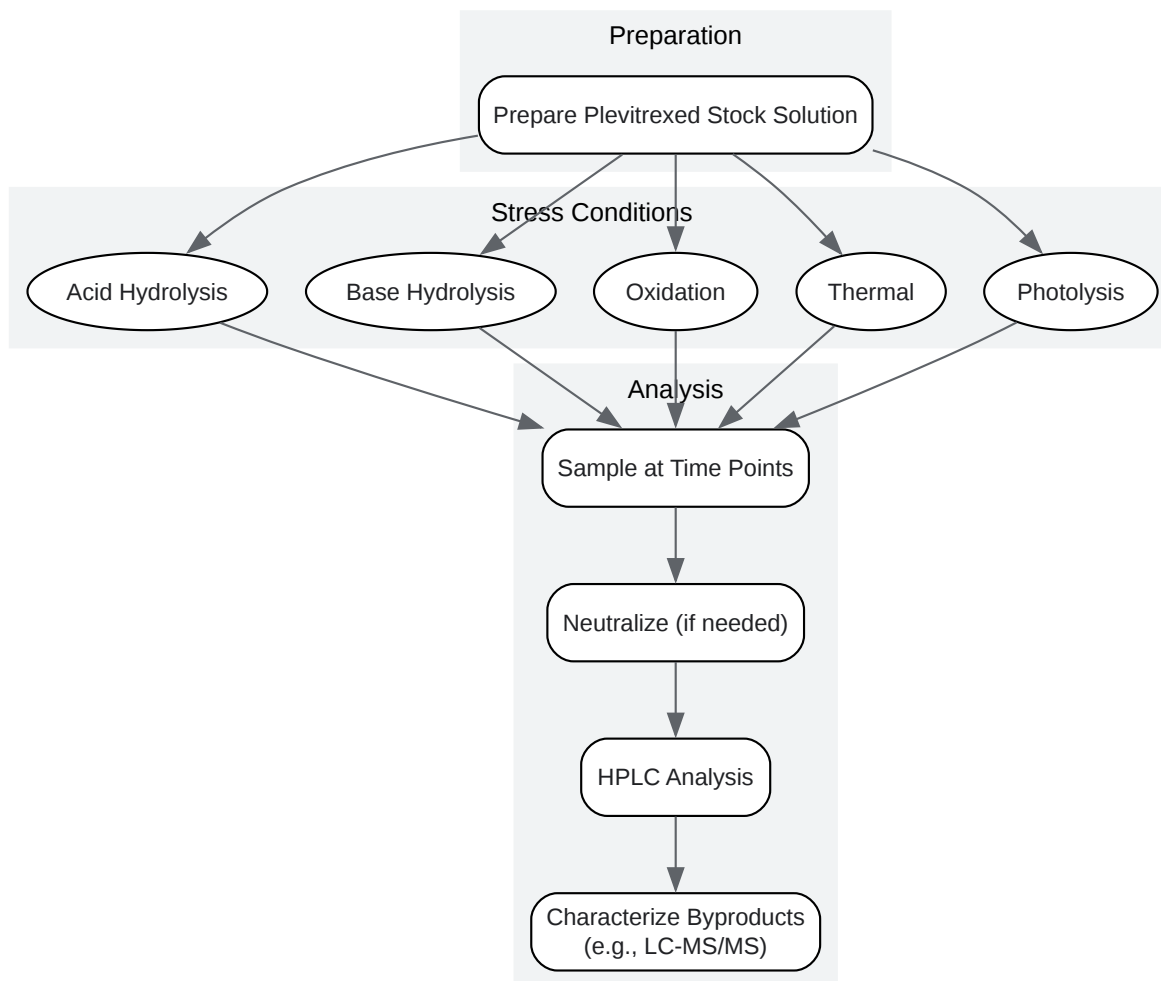 Preparation
Prepare Plevitrexed Stock Solution
Stress Conditions
Acid Hydrolysis
Base Hydrolysis
Oxidation
Thermal
Photolysis
Analysis
Sample at Time Points
Neutralize (if needed)
HPLC Analysis
Characterize Byproducts
(e.g., LC-MS/MS)